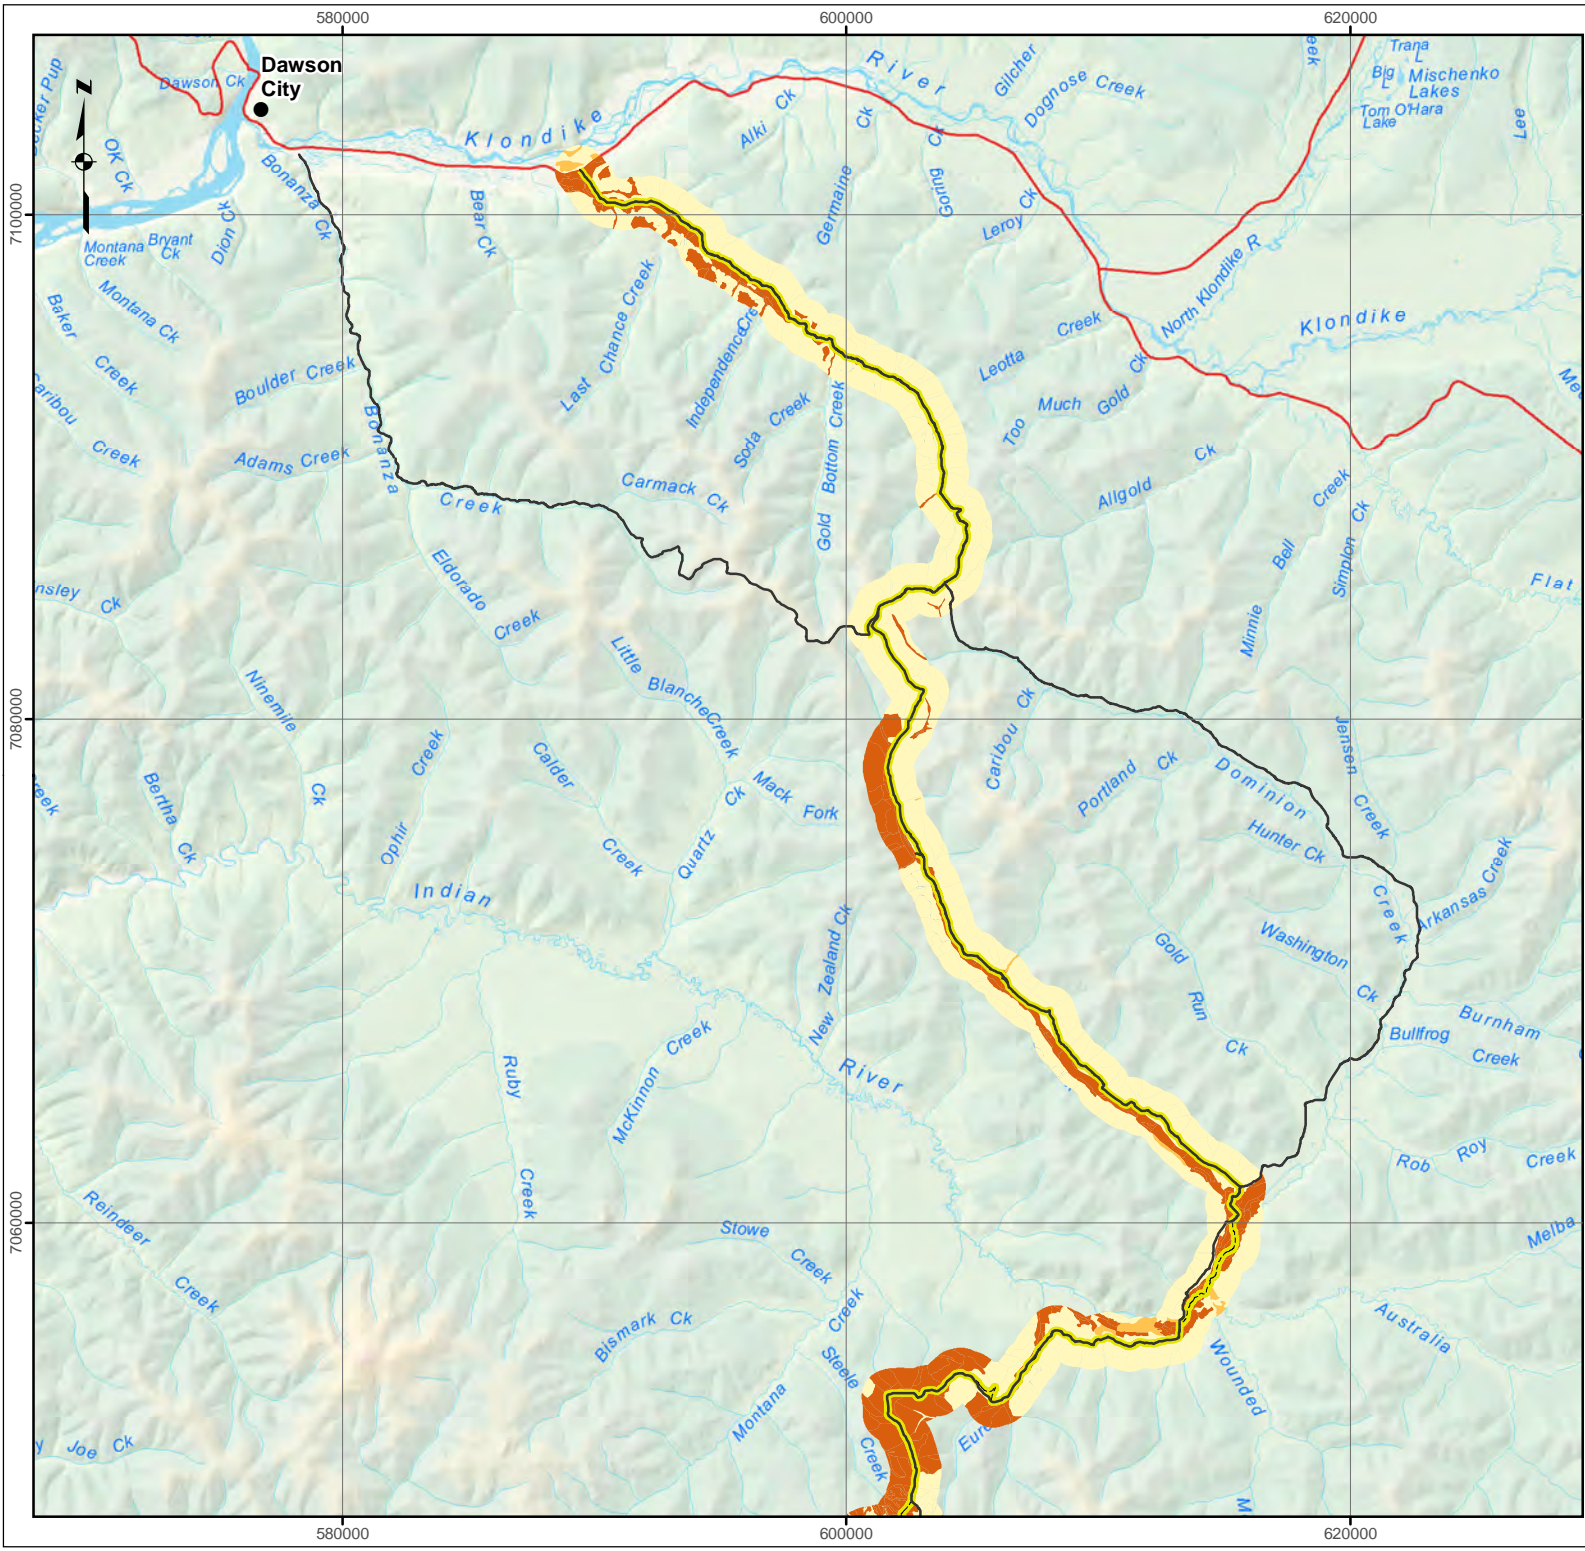 580000
600000
620000
7100000
7080000
7060000
580000
600000
620000
Z
Dawson
City
Dawson Ck
OK Ck
Klondike
River
Alki Ck
Ck
Gilcher
Dognose Creek
Trana
L
Big
L
Mischenko
Lakes
Tom O'Hara
Lake
Lee
Bonanza Ck
Bear Ck
Germaine
Goring
Ck
Leroy Ck
Montana
Creek
Bryant
Ck
Dion Ck
Montana Ck
Baker
Creek
Creek
Boulder Creek
Adams Creek
Bonanza
Creek
Last Chance Creek
Independence
Soda Creek
Gold Bottom Creek
Carmack Ck
Leotta Creek
North Klondike R
Klondike
Too Much Gold Ck
Allgold Ck
Minnie Bell Creek
Simplon Ck
Flat
Ck
Eldorado
Creek
Little
Blanche
Creek
Ninemile
Ck
Bertha
Ck
Ophir Creek
Calder
Creek
Quartz Ck
Mack
Fork
Caribou Ck
Portland Ck
Dominion
Creek
Hunter Ck
Jensen
Creek
Arkansas Creek
Indian
River
New Zealand Ck
Gold
Run
Ck
Washington
Ck
Burnham
Creek
Bullfrog
Ruby
Creek
McKinnon Creek
Rob Roy Creek
Melba
Reindeer
Creek
Stowe
Creek
Bismark Ck
Steele
Creek
Montana Creek
Wounded
M
Australia
Joe Ck